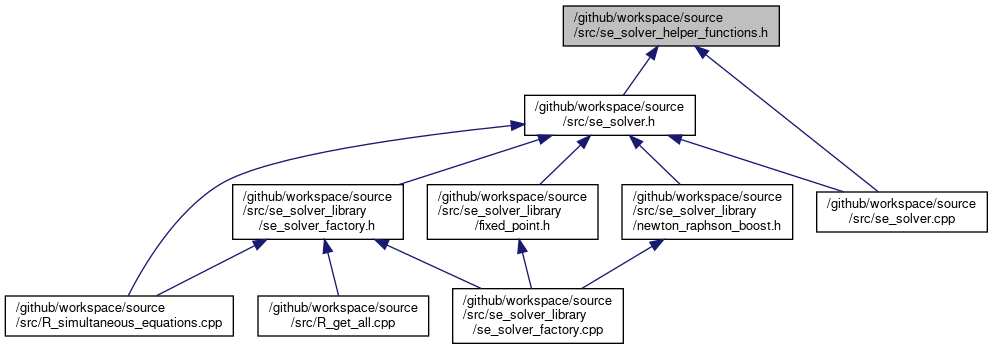 /github/workspace/source
/src/se_solver_helper_functions.h
/github/workspace/source
/src/se_solver.h
/github/workspace/source
/src/se_solver_library
/se_solver_factory.h
/github/workspace/source
/src/se_solver_library
/fixed_point.h
/github/workspace/source
/src/se_solver_library
/newton_raphson_boost.h
/github/workspace/source
/src/se_solver.cpp
/github/workspace/source
/src/R_simultaneous_equations.cpp
/github/workspace/source
/src/R_get_all.cpp
/github/workspace/source
/src/se_solver_library
/se_solver_factory.cpp